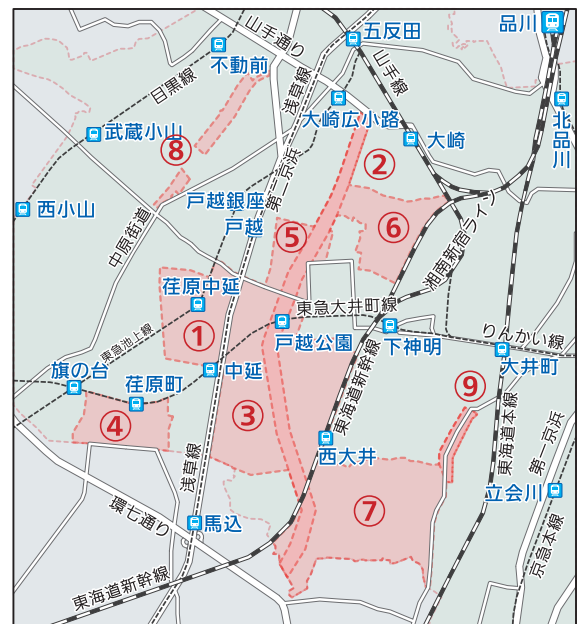 品川
山手通り
五反田
不動前
山手線
目黒線
浅草線
北品川
大崎広小路
武蔵小山
大崎
⑧
②
第二京浜
戸越銀座
西小山
戸越
中原街道
⑤
⑥
湘南新宿ライン
荏原中延
東急大井町線
①
東急池上線
戸越公園
下神明
りんかい線
大井町
旗の台
中延
東海道新幹線
⑨
荏原町
④
③
東海道本線
西大井
第一京浜
浅草線
立会川
環七通り
馬込
⑦
京急本線
東海道新幹線